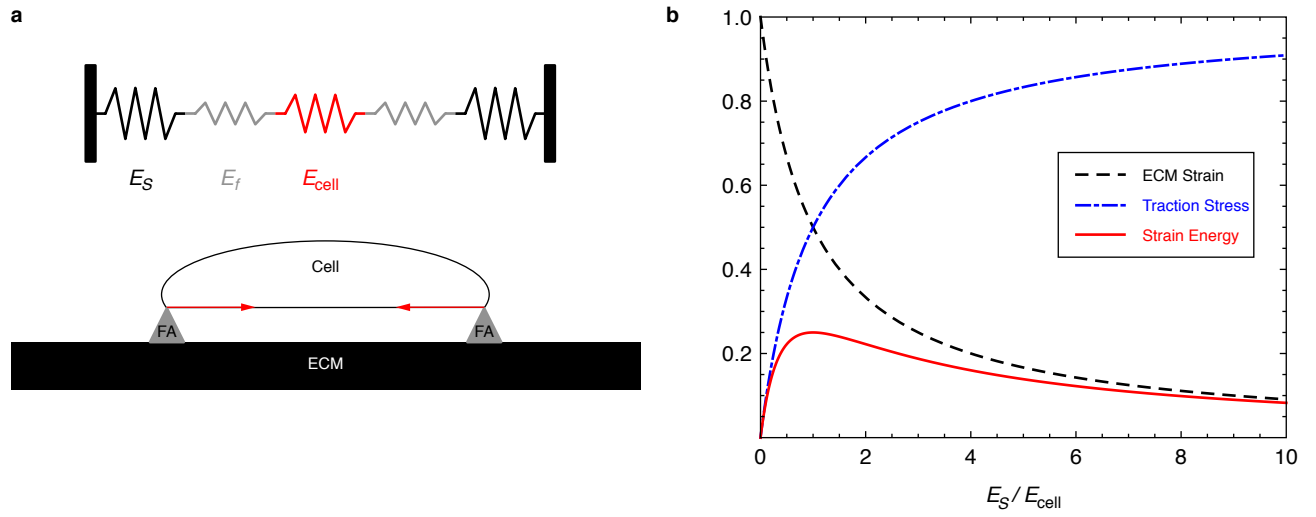 a
E_S E_f E_cell
Cell
FA FA
ECM
b
1.0
0.8
0.6
0.4
0.2
0 2 4 6 8 10
E_S / E_cell
ECM Strain
Traction Stress
Strain Energy